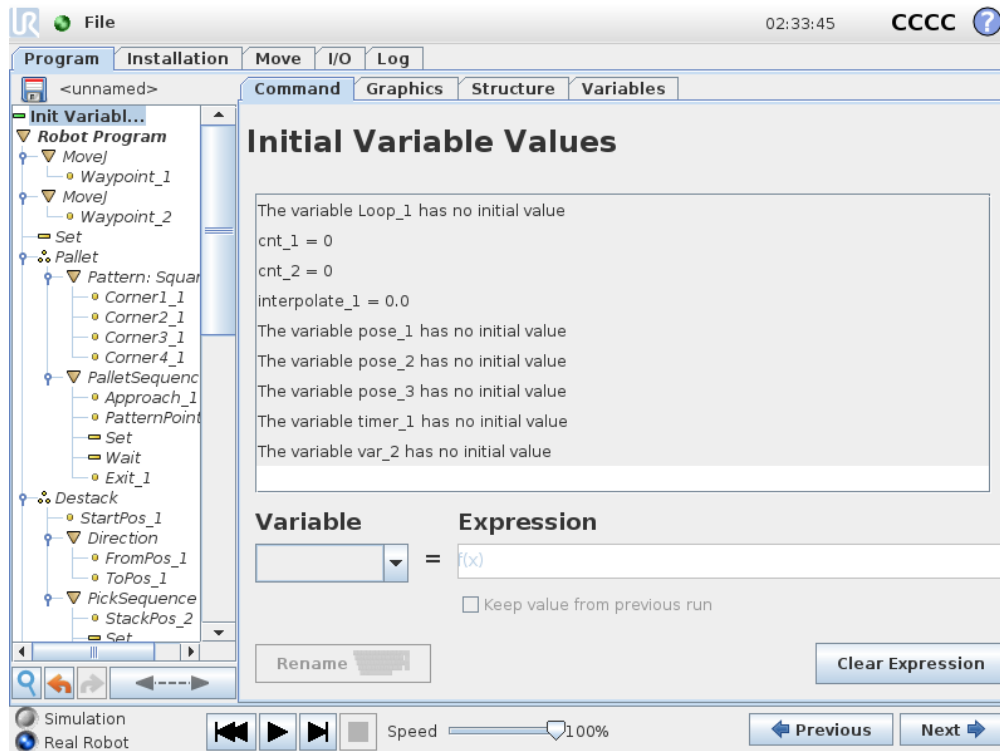 UR File 02:33:45 CCCC ?
Program Installation Move I/O Log
<unnamed> Command Graphics Structure Variables
Init Variabl...
Robot Program
MoveJ
Waypoint_1
MoveJ
Waypoint_2
Set
Pallet
Pattern: Squar
Corner1_1
Corner2_1
Corner3_1
Corner4_1
PalletSequenc
Approach_1
PatternPoint
Set
Wait
Exit_1
Destack
StartPos_1
Direction
FromPos_1
ToPos_1
PickSequence
StackPos_2
Set
Initial Variable Values
The variable Loop_1 has no initial value
cnt_1 = 0
cnt_2 = 0
interpolate_1 = 0.0
The variable pose_1 has no initial value
The variable pose_2 has no initial value
The variable pose_3 has no initial value
The variable timer_1 has no initial value
The variable var_2 has no initial value
Variable Expression
= f(x)
Keep value from previous run
Rename Clear Expression
Simulation
Real Robot
Speed 100%
Previous Next